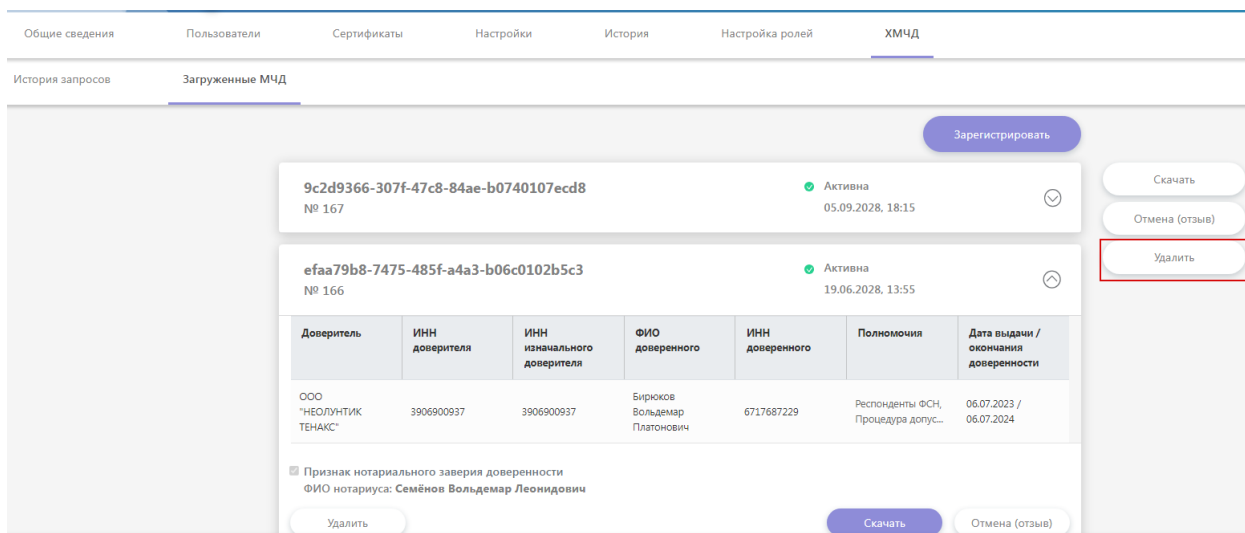 Общие сведения Пользователи Сертификаты Настройки История Настройка ролей ХМЧД
История запросов Загруженные МЧД
Зарегистрировать
9c2d9366-307f-47c8-84ae-b0740107ecd8
№ 167
Активна
05.09.2028, 18:15
Скачать
Отмена (отзыв)
Удалить
efaa79b8-7475-485f-a4a3-b06c0102b5c3
№ 166
Активна
19.06.2028, 13:55
Доверитель
ИНН
доверителя
ИНН
изначального
доверителя
ФИО
доверенного
ИНН
доверенного
Полномочия
Дата выдачи /
окончания
доверенности
ООО
"НЕОЛУНТИК
ТЕНАКС"
3906900937
3906900937
Бирюков
Вольдемар
Платонович
6717687229
Респонденты ФСН,
Процедура допус...
06.07.2023 /
06.07.2024
Признак нотариального заверия доверенности
ФИО нотариуса: Семёнов Вольдемар Леонидович
Удалить Скачать Отмена (отзыв)